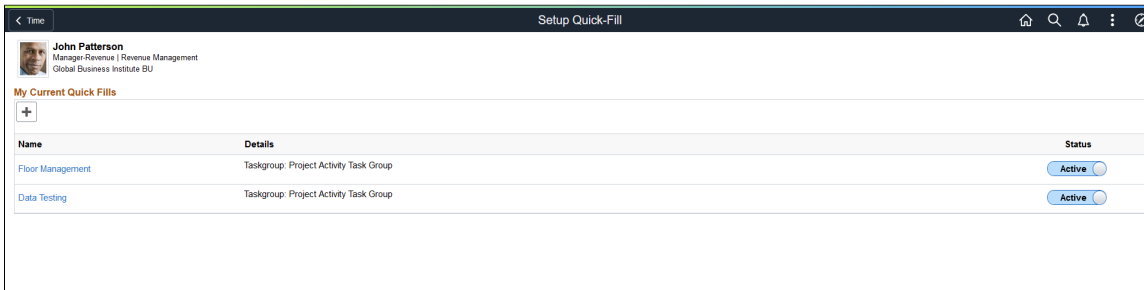 Time
Setup Quick-Fill
John Patterson
Manager-Revenue | Revenue Management
Global Business Institute BU
My Current Quick Fills
Name Details Status
Floor Management Taskgroup: Project Activity Task Group Active
Data Testing Taskgroup: Project Activity Task Group Active